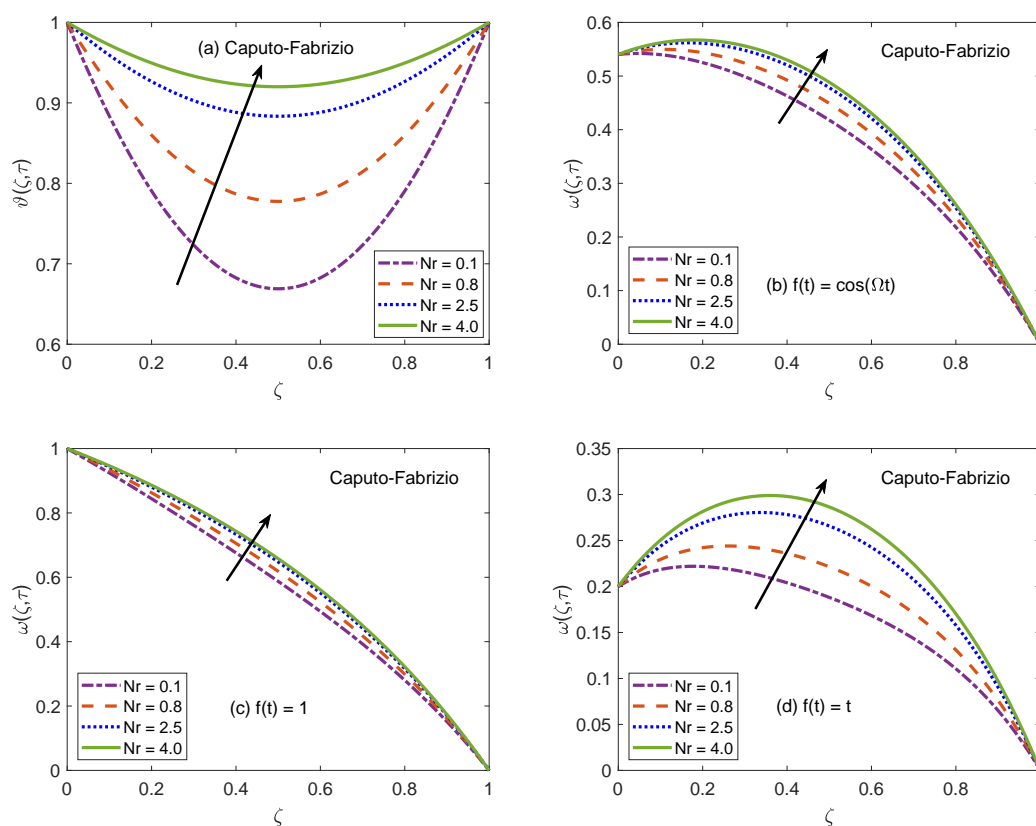 1
0.9
0.8
0.7
0.6
ϑ(ζ,τ)
(a) Caputo-Fabrizio
Nr = 0.1
Nr = 0.8
Nr = 2.5
Nr = 4.0
0 0.2 0.4 0.6 0.8 1
ζ
0.6
0.5
0.4
0.3
0.2
0.1
0
ω(ζ,τ)
Caputo-Fabrizio
Nr = 0.1
Nr = 0.8
Nr = 2.5
Nr = 4.0
(b) f(t) = cos(Ωt)
0 0.2 0.4 0.6 0.8
ζ
1
0.8
0.6
0.4
0.2
0
ω(ζ,τ)
Caputo-Fabrizio
Nr = 0.1
Nr = 0.8
Nr = 2.5
Nr = 4.0
(c) f(t) = 1
0 0.2 0.4 0.6 0.8 1
ζ
0.35
0.3
0.25
0.2
0.15
0.1
0.05
0
ω(ζ,τ)
Caputo-Fabrizio
Nr = 0.1
Nr = 0.8
Nr = 2.5
Nr = 4.0
(d) f(t) = t
0 0.2 0.4 0.6 0.8
ζ